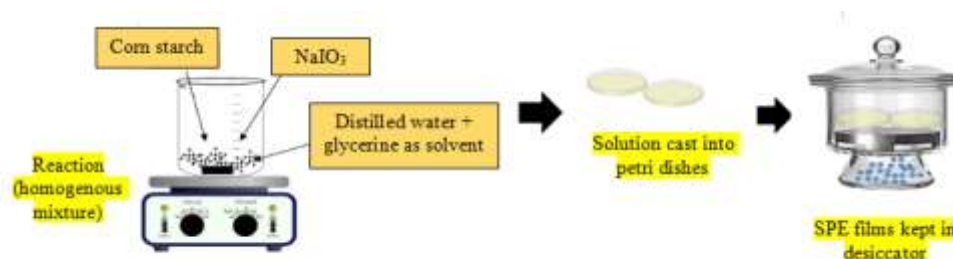 Corn starch
NaIO₃
Distilled water +
glycerine as solvent
Reaction
(homogenous
mixture)
Solution cast into
petri dishes
SPE films kept in
desiccator